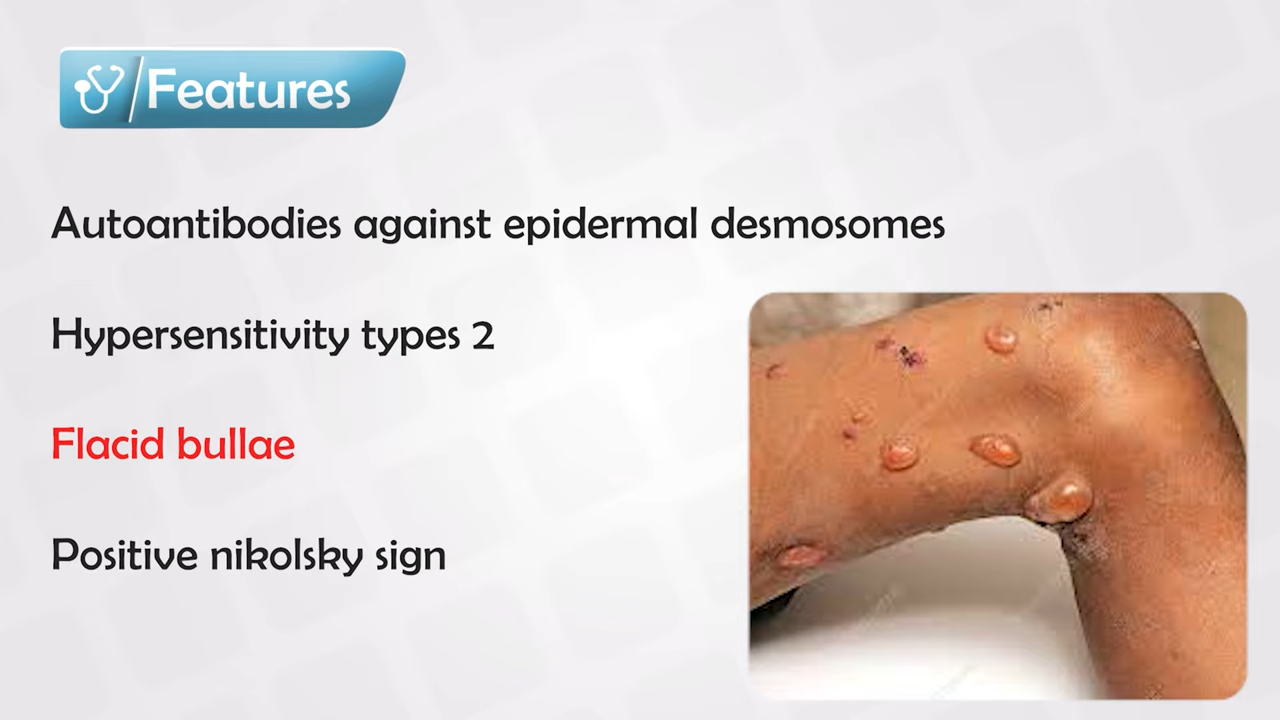 Features
Autoantibodies against epidermal desmosomes
Hypersensitivity types 2
Flacid bullae
Positive nikolsky sign